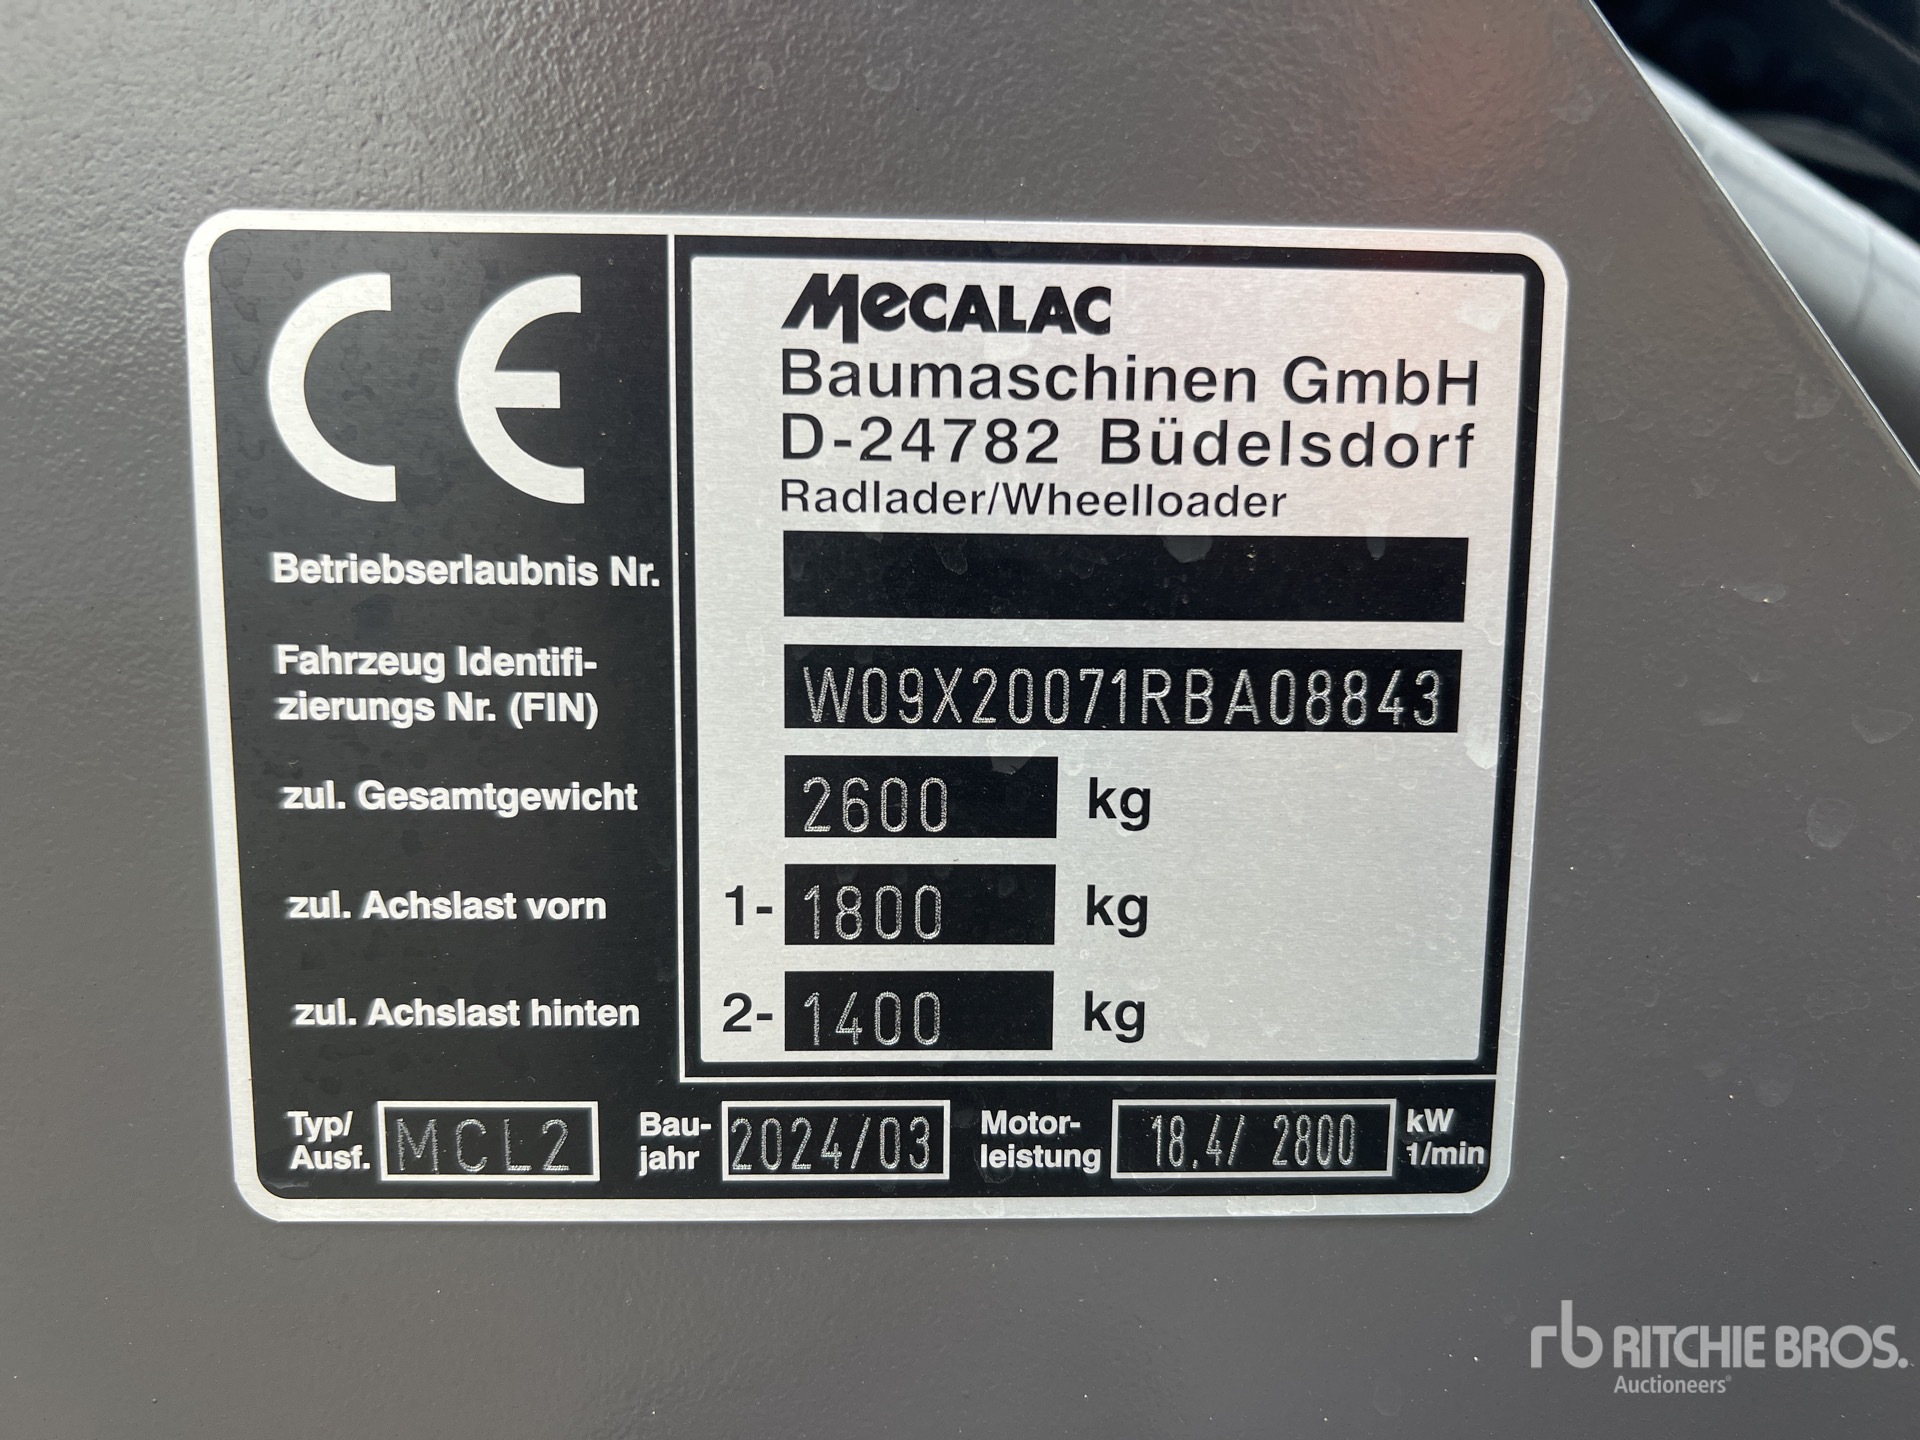 CE
MECALAC
Baumaschinen GmbH
D-24782 Büdelsdorf
Radlader/Wheelloader
Betriebserlaubnis Nr.
Fahrzeug Identifi-
zierungs Nr. (FIN)
W09X20071RBA08843
zul. Gesamtgewicht 2600 kg
zul. Achslast vorn 1- 1800 kg
zul. Achslast hinten 2- 1400 kg
Typ/
Ausf.
MCL2
Bau-
jahr
2024/03
Motor-
leistung
18.4/ 2800
kW
1/min
rb RITCHIE BROS.
Auctioneers®